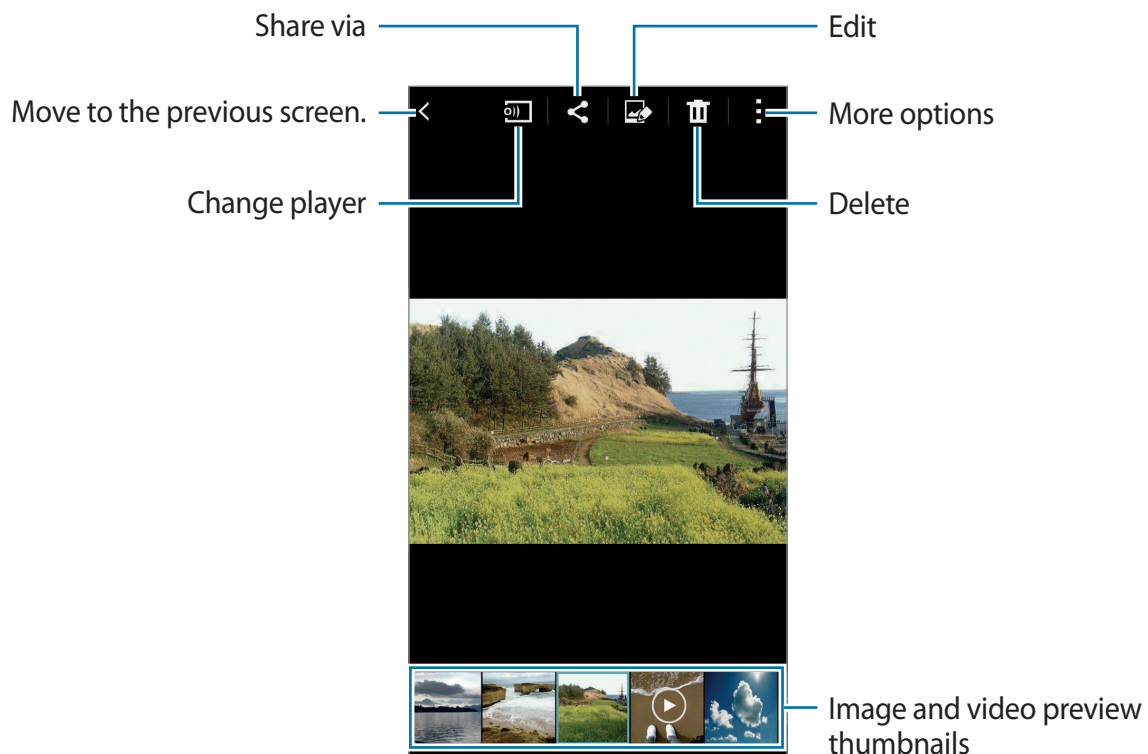 Share via
Edit
Move to the previous screen.
More options
Change player
Delete
Image and video preview
thumbnails